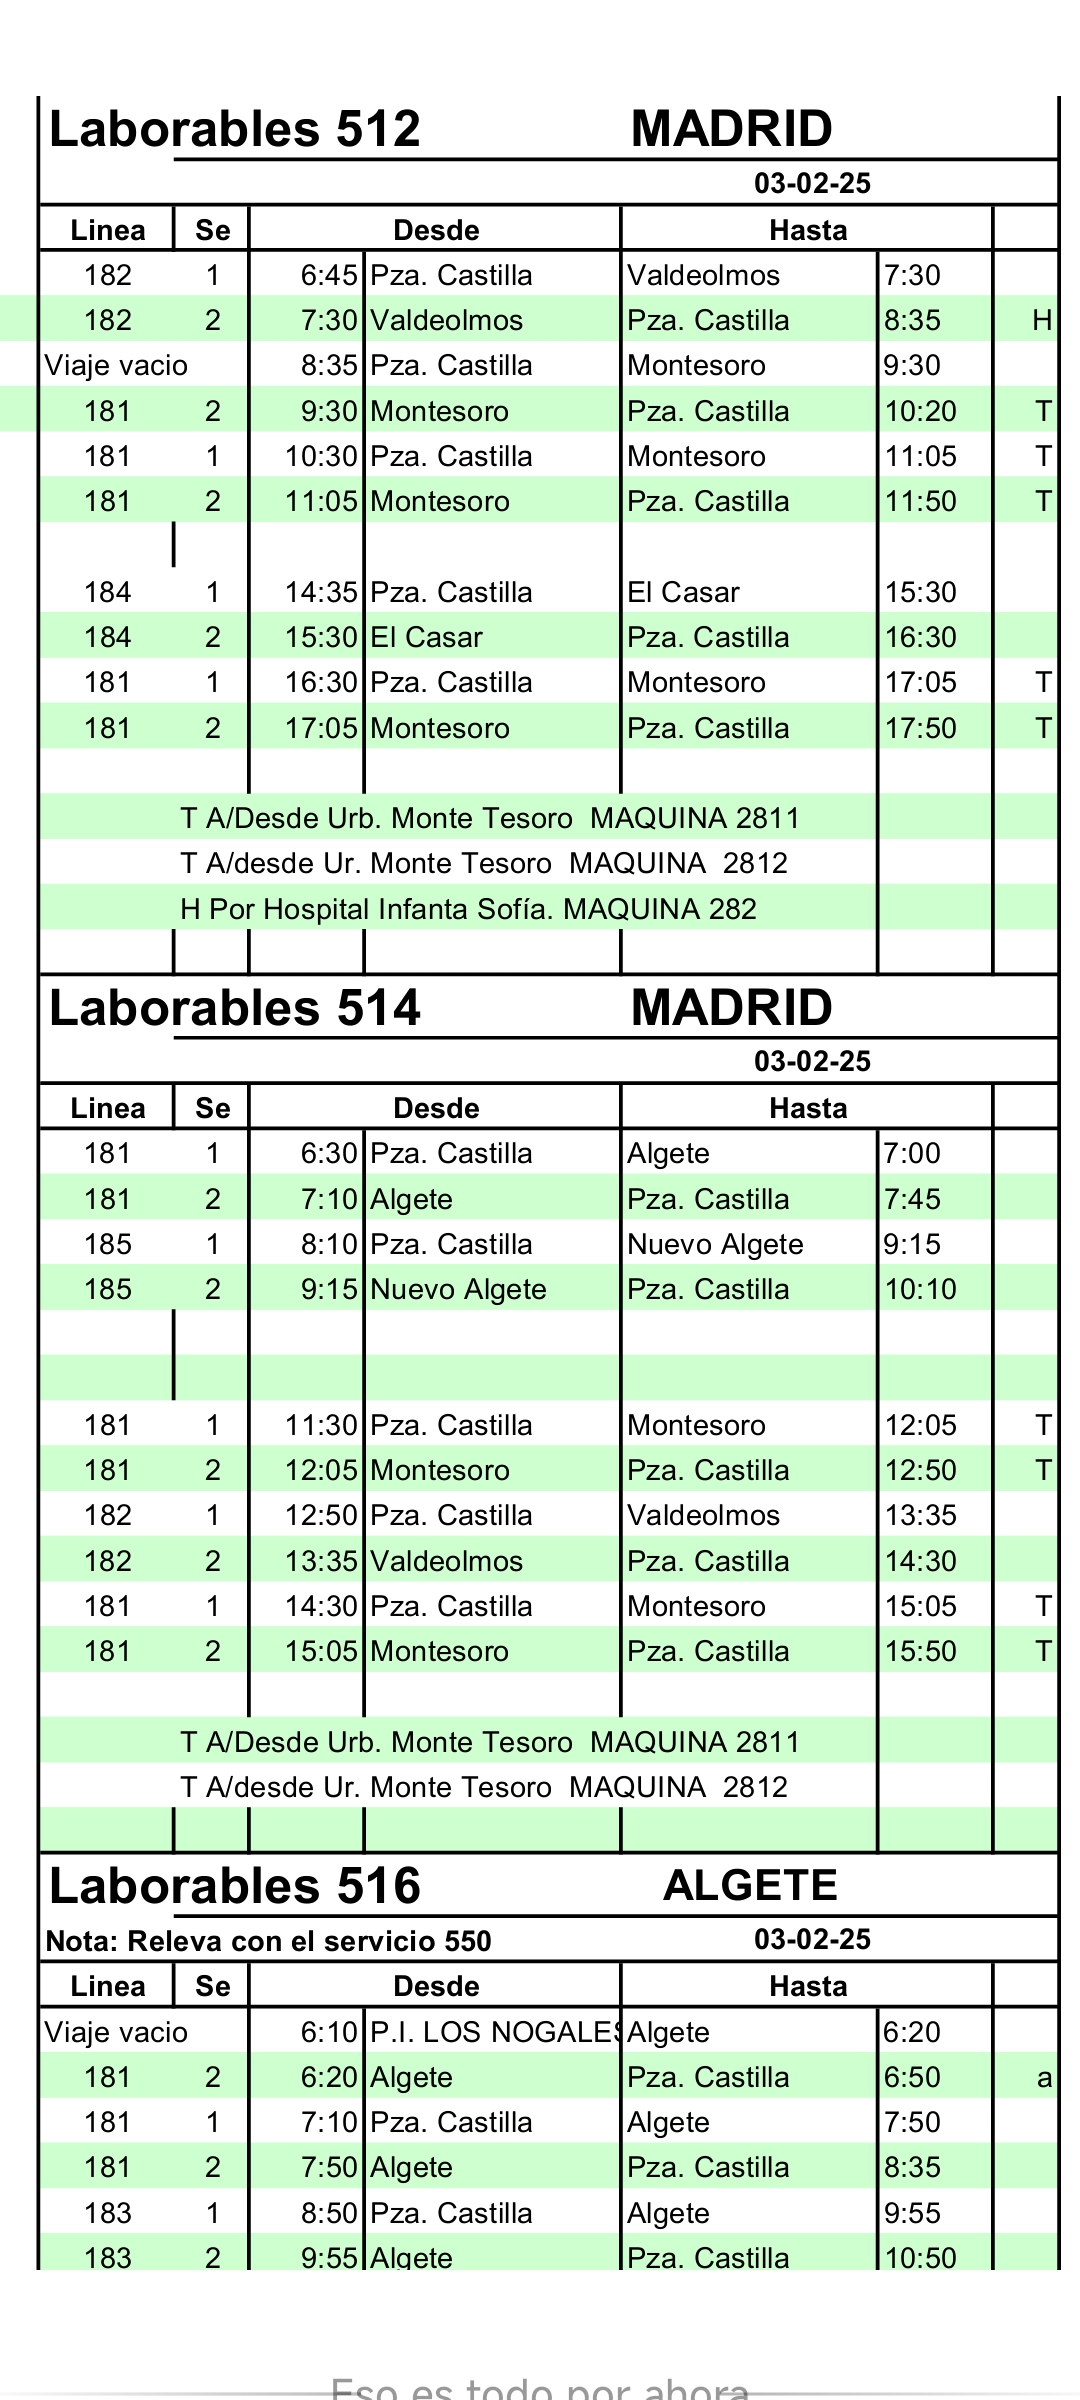 Laborables 512 MADRID
03-02-25
Linea Se Desde Hasta
182 1 6:45 Pza. Castilla Valdeolmos 7:30
182 2 7:30 Valdeolmos Pza. Castilla 8:35 H
Viaje vacio 8:35 Pza. Castilla Montesoro 9:30
181 2 9:30 Montesoro Pza. Castilla 10:20 T
181 1 10:30 Pza. Castilla Montesoro 11:05 T
181 2 11:05 Montesoro Pza. Castilla 11:50 T
184 1 14:35 Pza. Castilla El Casar 15:30
184 2 15:30 El Casar Pza. Castilla 16:30
181 1 16:30 Pza. Castilla Montesoro 17:05 T
181 2 17:05 Montesoro Pza. Castilla 17:50 T
T A/Desde Urb. Monte Tesoro MAQUINA 2811
T A/desde Ur. Monte Tesoro MAQUINA 2812
H Por Hospital Infanta Sofía. MAQUINA 282
Laborables 514 MADRID
03-02-25
Linea Se Desde Hasta
181 1 6:30 Pza. Castilla Algete 7:00
181 2 7:10 Algete Pza. Castilla 7:45
185 1 8:10 Pza. Castilla Nuevo Algete 9:15
185 2 9:15 Nuevo Algete Pza. Castilla 10:10
181 1 11:30 Pza. Castilla Montesoro 12:05 T
181 2 12:05 Montesoro Pza. Castilla 12:50 T
182 1 12:50 Pza. Castilla Valdeolmos 13:35
182 2 13:35 Valdeolmos Pza. Castilla 14:30
181 1 14:30 Pza. Castilla Montesoro 15:05 T
181 2 15:05 Montesoro Pza. Castilla 15:50 T
T A/Desde Urb. Monte Tesoro MAQUINA 2811
T A/desde Ur. Monte Tesoro MAQUINA 2812
Laborables 516 ALGETE
Nota: Releva con el servicio 550 03-02-25
Linea Se Desde Hasta
Viaje vacio 6:10 P.I. LOS NOGALES Algete 6:20
181 2 6:20 Algete Pza. Castilla 6:50 a
181 1 7:10 Pza. Castilla Algete 7:50
181 2 7:50 Algete Pza. Castilla 8:35
183 1 8:50 Pza. Castilla Algete 9:55
183 2 9:55 Algete Pza. Castilla 10:50
Eso es todo por ahora